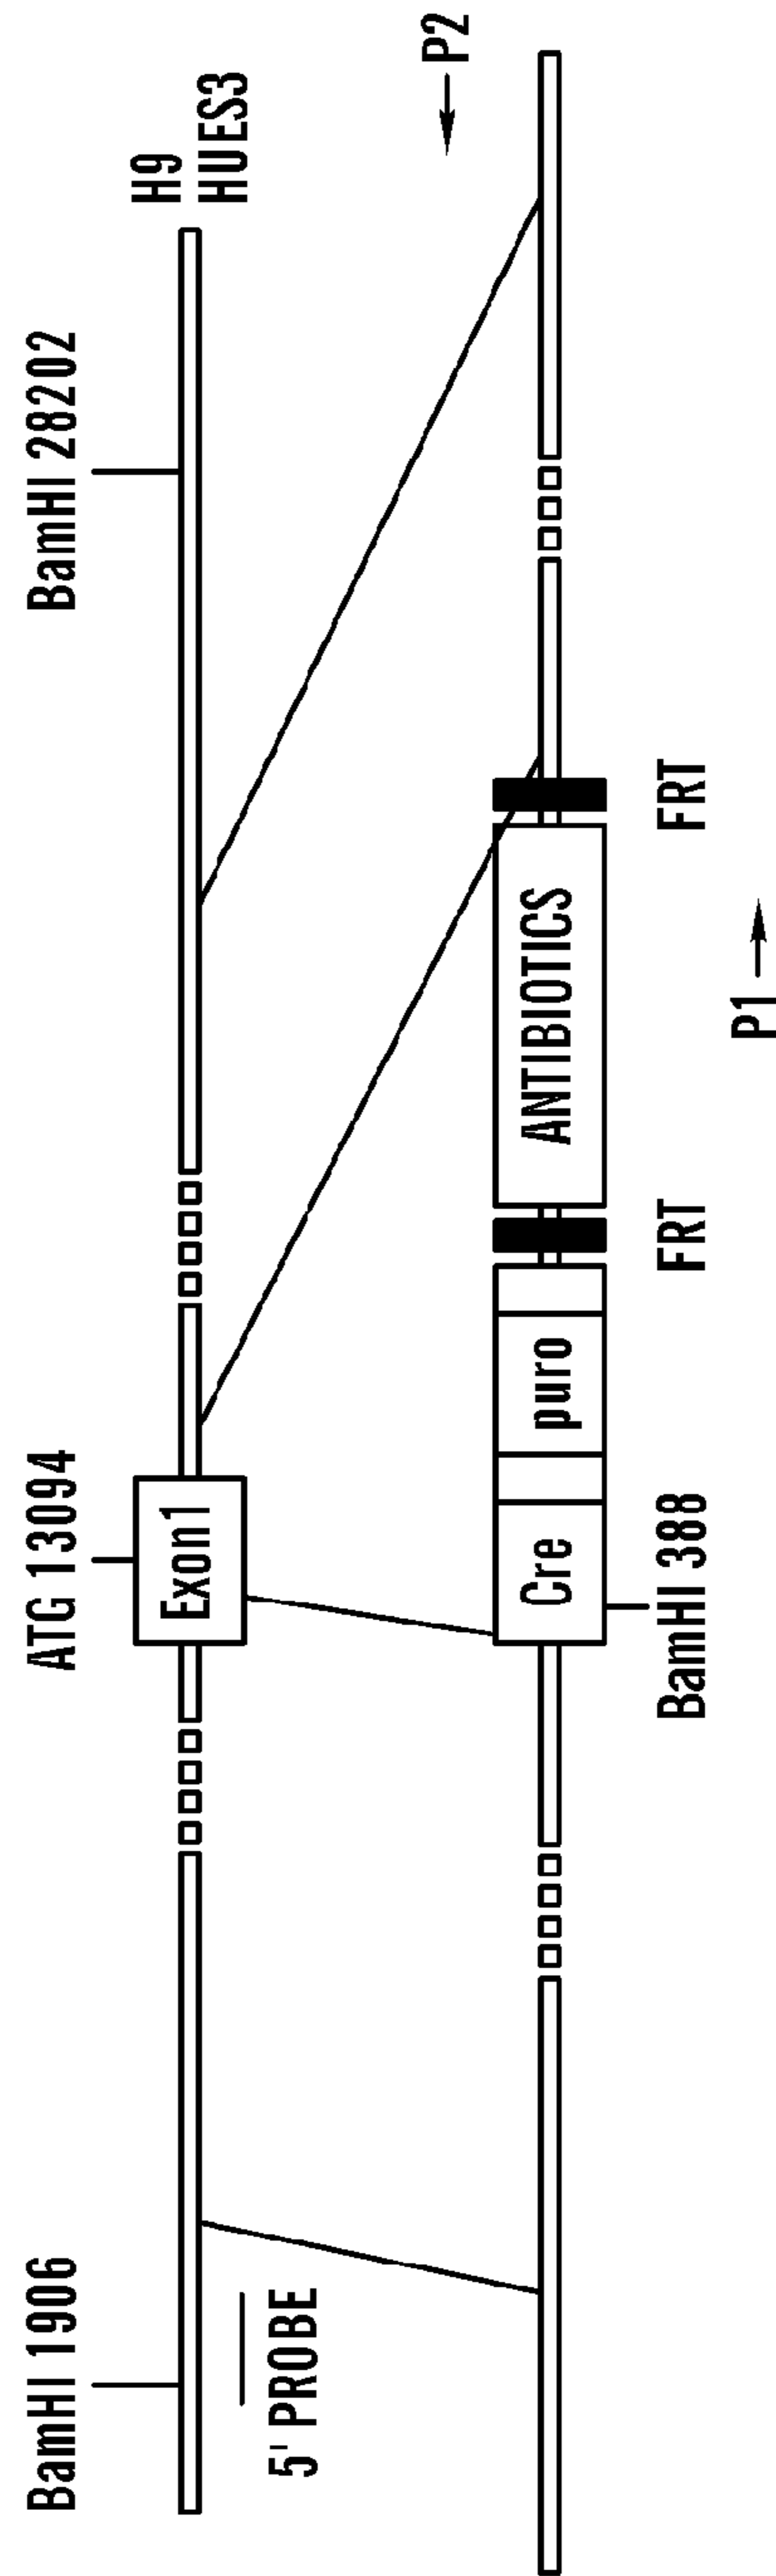 BamHI 1906
ATG 13094
BamHI 28202
H9
HUES3
Exon1
5' PROBE
P2
Cre
puro
ANTIBIOTICS
BamHI 388
FRT
FRT
P1